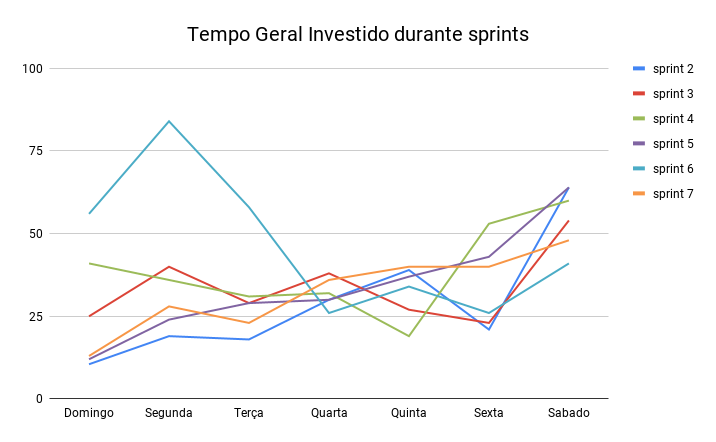 Tempo Geral Investido durante sprints
100
75
50
25
0
Domingo
Segunda
Terça
Quarta
Quinta
Sexta
Sabado
sprint 2
sprint 3
sprint 4
sprint 5
sprint 6
sprint 7